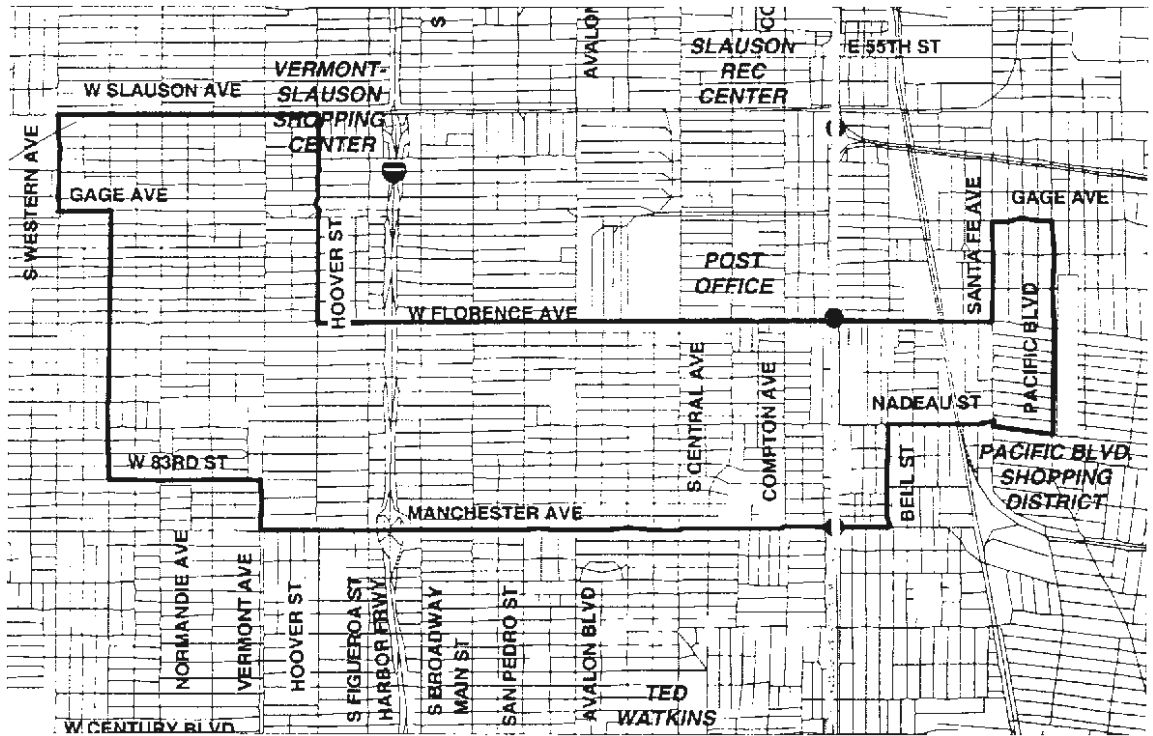 S
AVALON
CO
VERMONT-
SLAUSON
SHOPPING
CENTER
SLAUSON
REC
CENTER
E 55TH ST
W SLAUSON AVE
S WESTERN AVE
GAGE AVE
HOOVER ST
SANTA FE AVE
GAGE AVE
POST
OFFICE
PACIFIC BLVD
W FLORENCE AVE
S CENTRAL AVE
COMPTON AVE
NADEAU ST
W 83RD ST
BELL ST
PACIFIC BLVD
SHOPPING
DISTRICT
MANCHESTER AVE
NORMANDIE AVE
VERMONT AVE
HOOVER ST
S FIGUEROA ST
HARBOR FRWY
S BROADWAY
MAIN ST
SAN PEDRO ST
AVALON BLVD
TED
WATKINS
W CENTURY BLVD